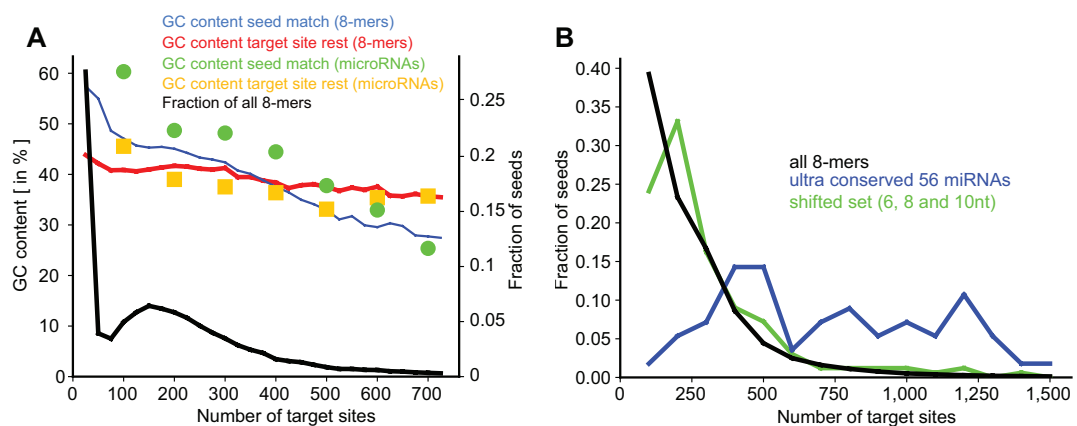 A
GC content seed match (8-mers)
GC content target site rest (8-mers)
GC content seed match (microRNAs)
GC content target site rest (microRNAs)
Fraction of all 8-mers
GC content [ in % ]
60
50
40
30
20
10
0
0.25
0.2
0.15
0.1
0.05
0
Fraction of seeds
0 100 200 300 400 500 600 700
Number of target sites
B
Fraction of seeds
0.40
0.35
0.30
0.25
0.20
0.15
0.10
0.05
0.00
all 8-mers
ultra conserved 56 miRNAs
shifted set (6, 8 and 10nt)
0 250 500 750 1,000 1,250 1,500
Number of target sites